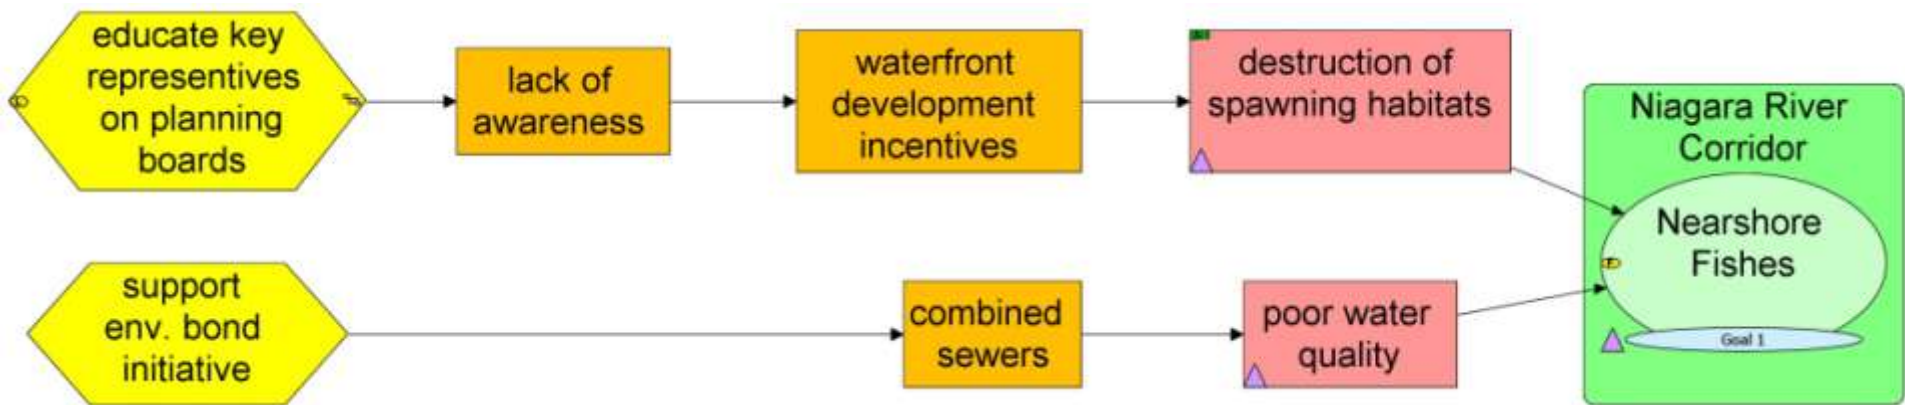 educate key
representives
on planning
boards
lack of
awareness
waterfront
development
incentives
destruction of
spawning habitats
Niagara River
Corridor
Nearshore
Fishes
Goal 1
support
env. bond
initiative
combined
sewers
poor water
quality